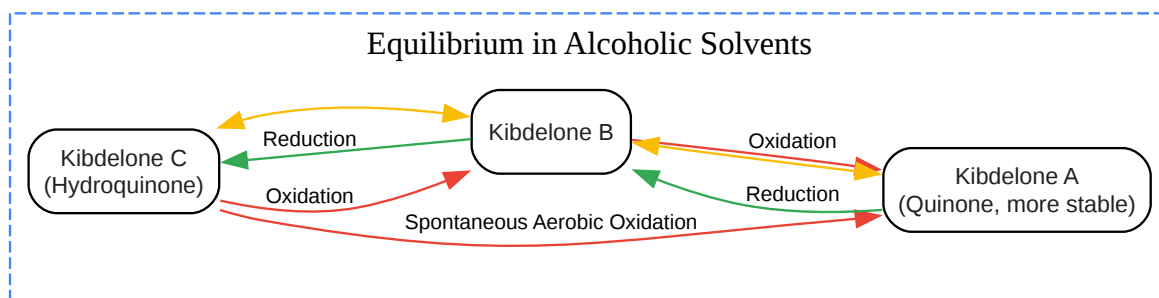 Equilibrium in Alcoholic Solvents
Kibdelone C
(Hydroquinone)
Reduction
Oxidation
Kibdelone B
Oxidation
Reduction
Spontaneous Aerobic Oxidation
Kibdelone A
(Quinone, more stable)